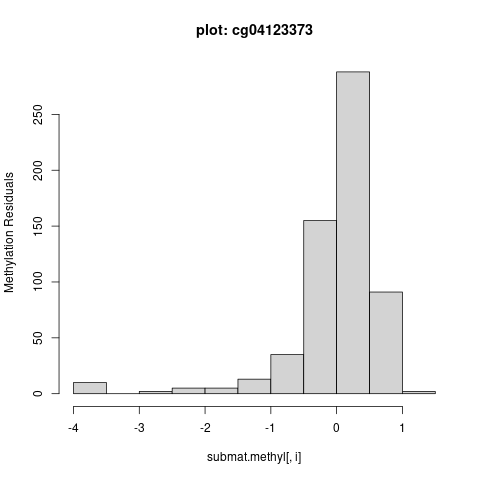 plot: cg04123373
Methylation Residuals
250
200
150
100
50
0
-4 -3 -2 -1 0 1
submat.methyl[, i]